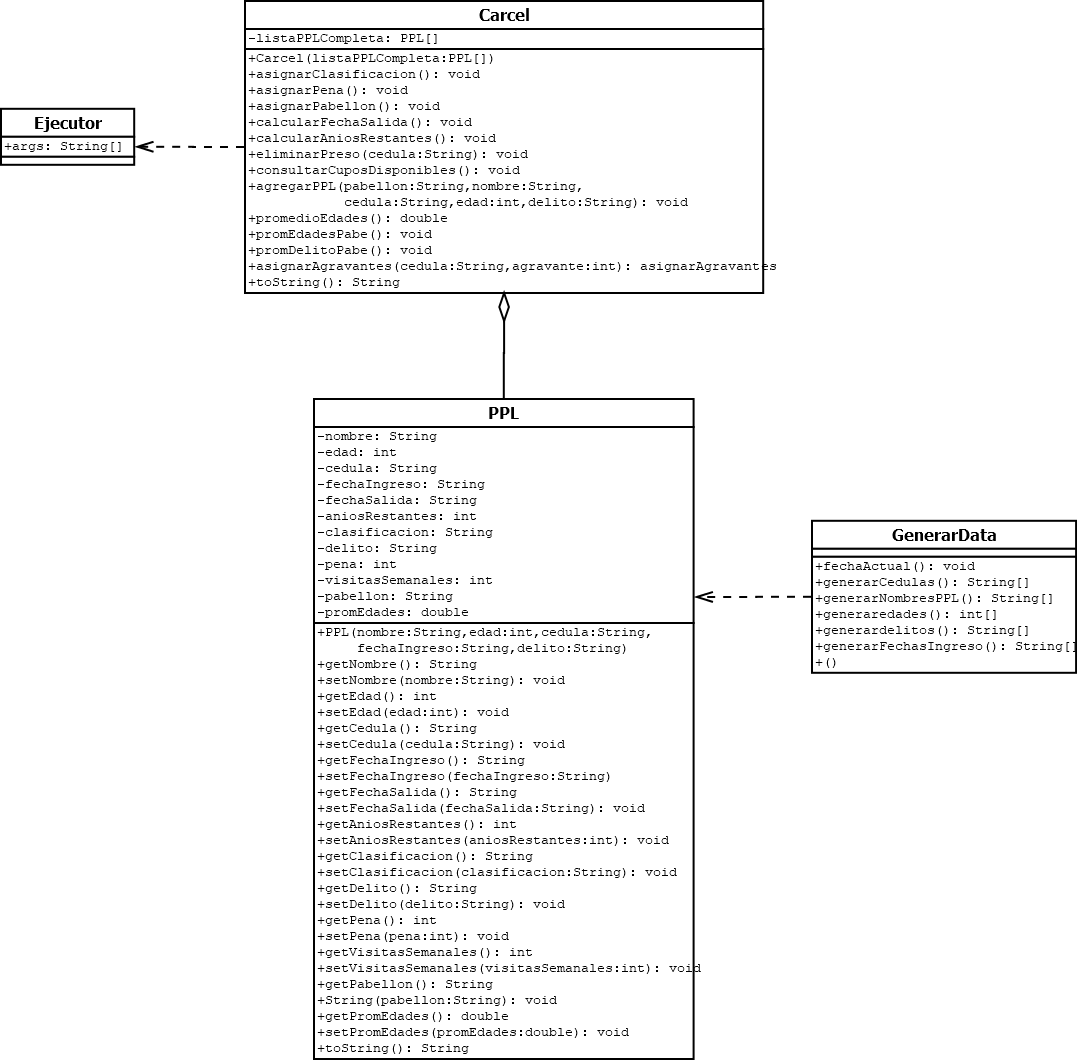 Carcel
-listaPPLCompleta: PPL[]
+Carcel(listaPPLCompleta:PPL[])
+asignarClasificacion(): void
+asignarPena(): void
+asignarPabellon(): void
+calcularFechaSalida(): void
+calcularAniosRestantes(): void
+eliminarPreso(cedula:String): void
+consultarCuposDisponibles(): void
+agregarPPL(pabellon:String,nombre:String,
cedula:String,edad:int,delito:String): void
+promedioEdades(): double
+promEdadesPabe(): void
+promDelitoPabe(): void
+asignarAgravantes(cedula:String,agravante:int): asignarAgravantes
+toString(): String
Ejecutor
+args: String[]
PPL
-nombre: String
-edad: int
-cedula: String
-fechaIngreso: String
-fechaSalida: String
-aniosRestantes: int
-clasificacion: String
-delito: String
-pena: int
-visitasSemanales: int
-pabellon: String
-promEdades: double
+PPL(nombre:String,edad:int,cedula:String,
fechaIngreso:String,delito:String)
+getNombre(): String
+setNombre(nombre:String): void
+getEdad(): int
+setEdad(edad:int): void
+getCedula(): String
+setCedula(cedula:String): void
+getFechaIngreso(): String
+setFechaIngreso(fechaIngreso:String)
+getFechaSalida(): String
+setFechaSalida(fechaSalida:String): void
+getAniosRestantes(): int
+setAniosRestantes(aniosRestantes:int): void
+getClasificacion(): String
+setClasificacion(clasificacion:String): void
+getDelito(): String
+setDelito(delito:String): void
+getPena(): int
+setPena(pena:int): void
+getVisitasSemanales(): int
+setVisitasSemanales(visitasSemanales:int): void
+getPabellon(): String
+String(pabellon:String): void
+getPromEdades(): double
+setPromEdades(promEdades:double): void
+toString(): String
GenerarData
+fechaActual(): void
+generarCedulas(): String[]
+generarNombresPPL(): String[]
+generaredades(): int[]
+generardelitos(): String[]
+generarFechasIngreso(): String[]
+()